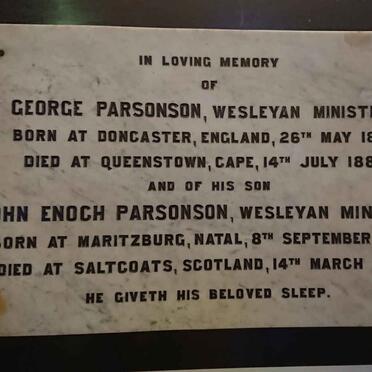 IN LOVING MEMORY
OF
GEORGE PARSONSON, WESLEYAN MINIST
BORN AT DONCASTER, ENGLAND, 26TH MAY 18
DIED AT QUEENSTOWN, CAPE, 14TH JULY 188
AND OF HIS SON
OHN ENOCH PARSONSON, WESLEYAN MIN
BORN AT MARITZBURG, NATAL, 8TH SEPTEMBER
DIED AT SALTCOATS, SCOTLAND, 14TH MARCH
HE GIVETH HIS BELOVED SLEEP.